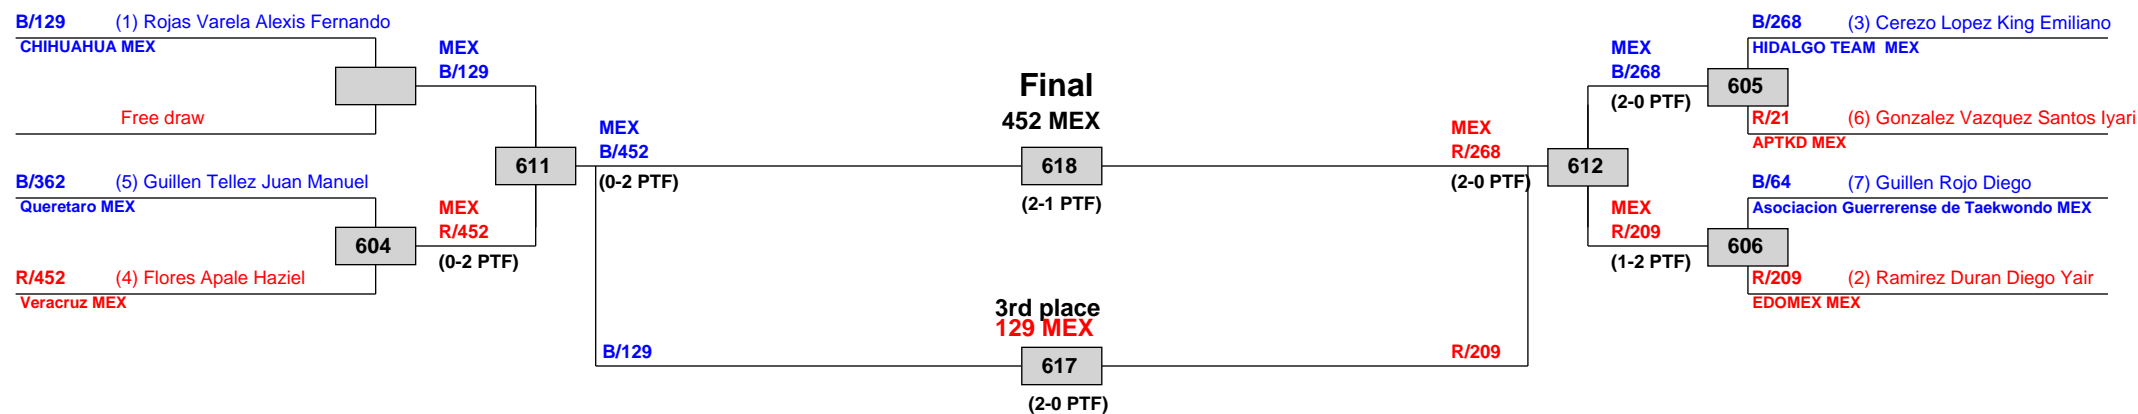 B/129 (1) Rojas Varela Alexis Fernando
CHIHUAHUA MEX
MEX
B/129
Free draw
B/362 (5) Guillen Tellez Juan Manuel
Queretaro MEX
604
MEX
R/452
(0-2 PTF)
R/452 (4) Flores Apale Haziel
Veracruz MEX
611
MEX
B/452
(0-2 PTF)
Final
452 MEX
618
(2-1 PTF)
3rd place
129 MEX
B/129
617
R/209
(2-0 PTF)
MEX
R/268
(2-0 PTF)
612
MEX
B/268
(2-0 PTF)
605
B/268 (3) Cerezo Lopez King Emiliano
HIDALGO TEAM MEX
R/21 (6) Gonzalez Vazquez Santos Iyari
APTKD MEX
B/64 (7) Guillen Rojo Diego
Asociacion Guerrerense de Taekwondo MEX
MEX
R/209
(1-2 PTF)
606
R/209 (2) Ramirez Duran Diego Yair
EDOMEX MEX